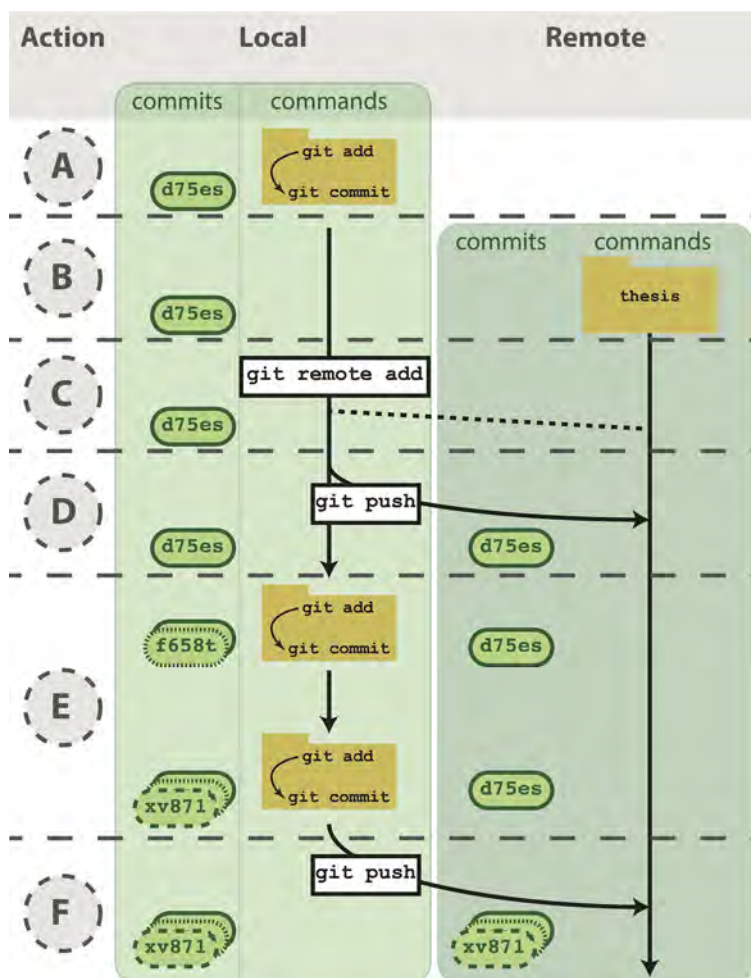 Action Local Remote
commits commands
A
git add
git commit
d75es
commits commands
B
thesis
d75es
git remote add
C
d75es
git push
D
d75es d75es
git add
f658t git commit d75es
E
git add
xv871 git commit d75es
git push
F
xv871 xv871